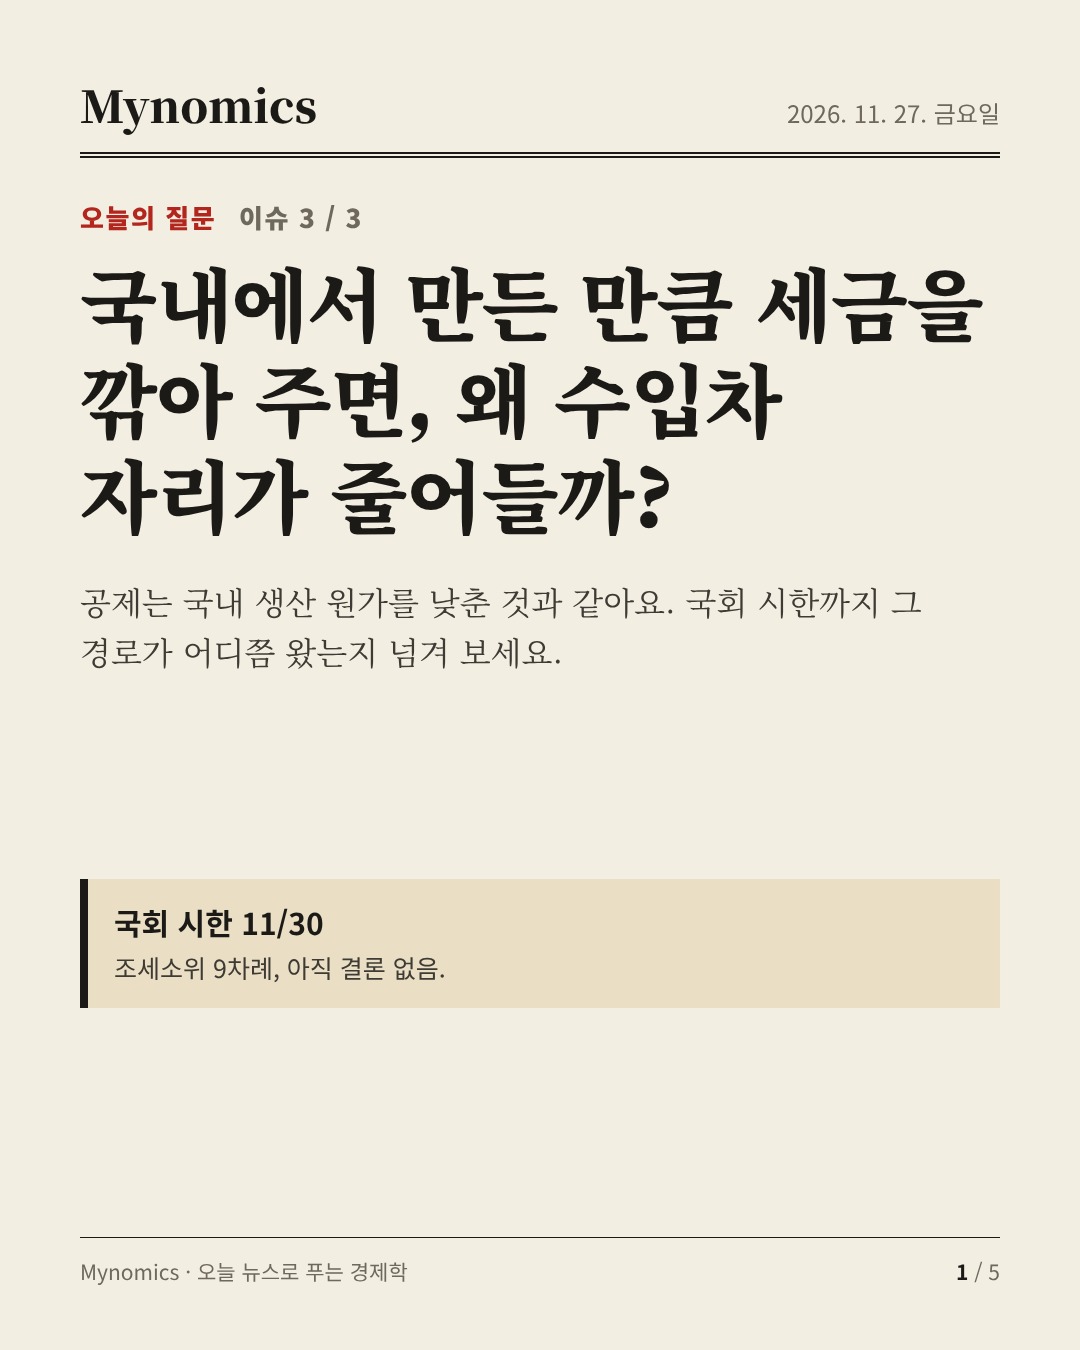 Mynomics
2026. 11. 27. 금요일
오늘의 질문 이슈 3 / 3
국내에서 만든 만큼 세금을
깎아 주면, 왜 수입차
자리가 줄어들까?
공제는 국내 생산 원가를 낮춘 것과 같아요. 국회 시한까지 그
경로가 어디쯤 왔는지 넘겨 보세요.
국회 시한 11/30
조세소위 9차례, 아직 결론 없음.
Mynomics · 오늘 뉴스로 푸는 경제학
1 / 5